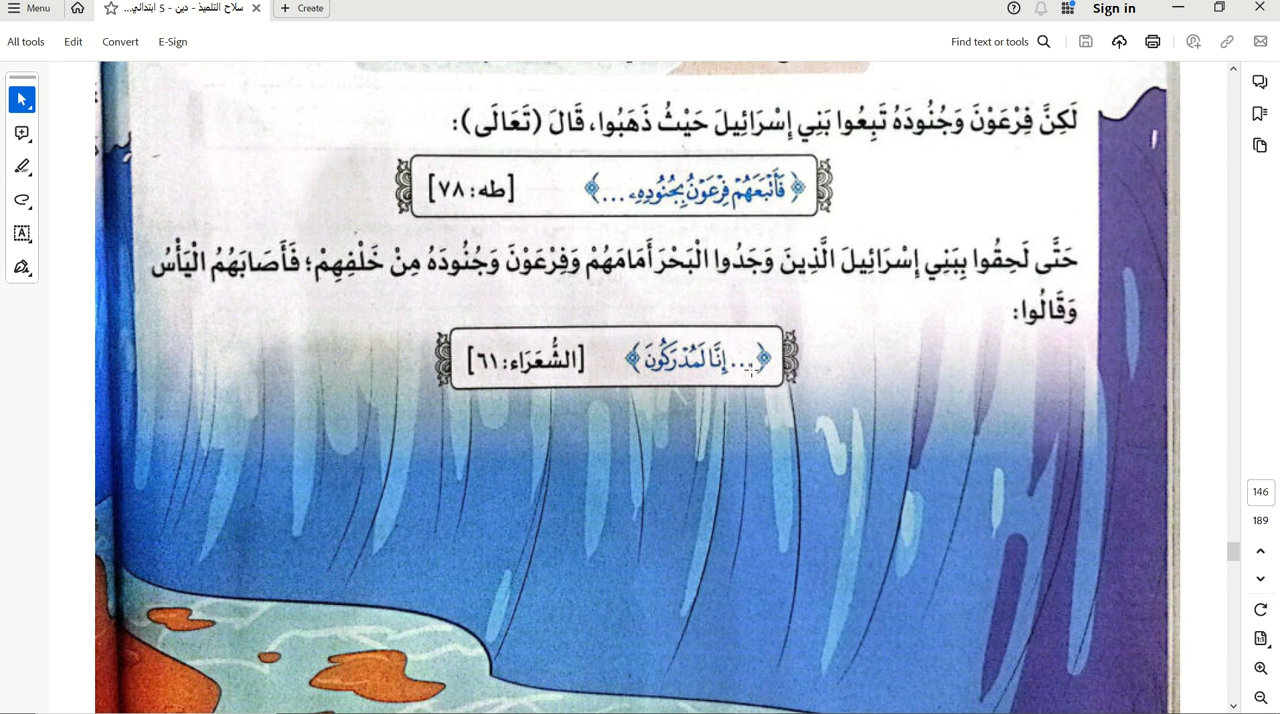 Menu
سلاح التلميذ - دين - 5 ابتدائي...
Create
Sign in
All tools
Edit
Convert
E-Sign
Find text or tools
لَكِنَّ فِرْعَوْنَ وَجُنُودَهُ تَبِعُوا بَنِي إِسْرَائِيلَ حَيْثُ ذَهَبُوا، قَالَ (تَعَالَى):
﴿فَأَتْبَعَهُمْ فِرْعَوْنُ بِجُنُودِهِۦ ...﴾ [طه: ٧٨]
حَتَّى لَحِقُوا بِبَنِي إِسْرَائِيلَ الَّذِينَ وَجَدُوا الْبَحْرَ أَمَامَهُمْ وَفِرْعَوْنَ وَجُنُودَهُ مِنْ خَلْفِهِمْ؛ فَأَصَابَهُمُ الْيَأْسُ
وَقَالُوا:
﴿... إِنَّا لَمُدْرَكُونَ﴾ [الشُّعَرَاء: ٦١]
146
189